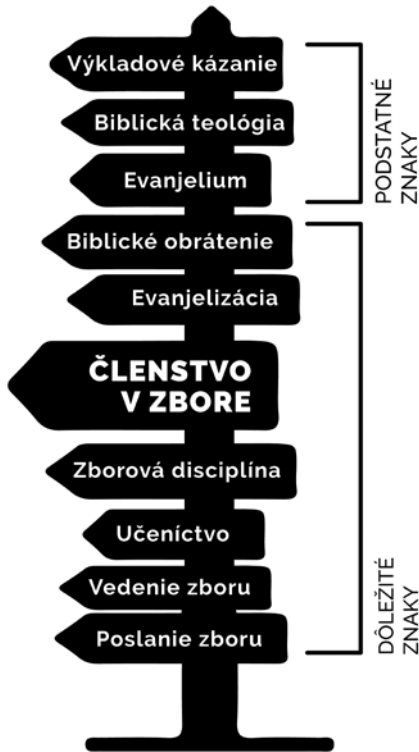 Výkladové kázanie
Biblická teológia
Evanjelium
Biblické obrátenie
Evanjelizácia
ČLENSTVO
V ZBORE
Zborová disciplína
Učeníctvo
Vedenie zboru
Poslanie zboru
PODSTATNÉ
ZNAKY
DÔLEŽITÉ
ZNAKY